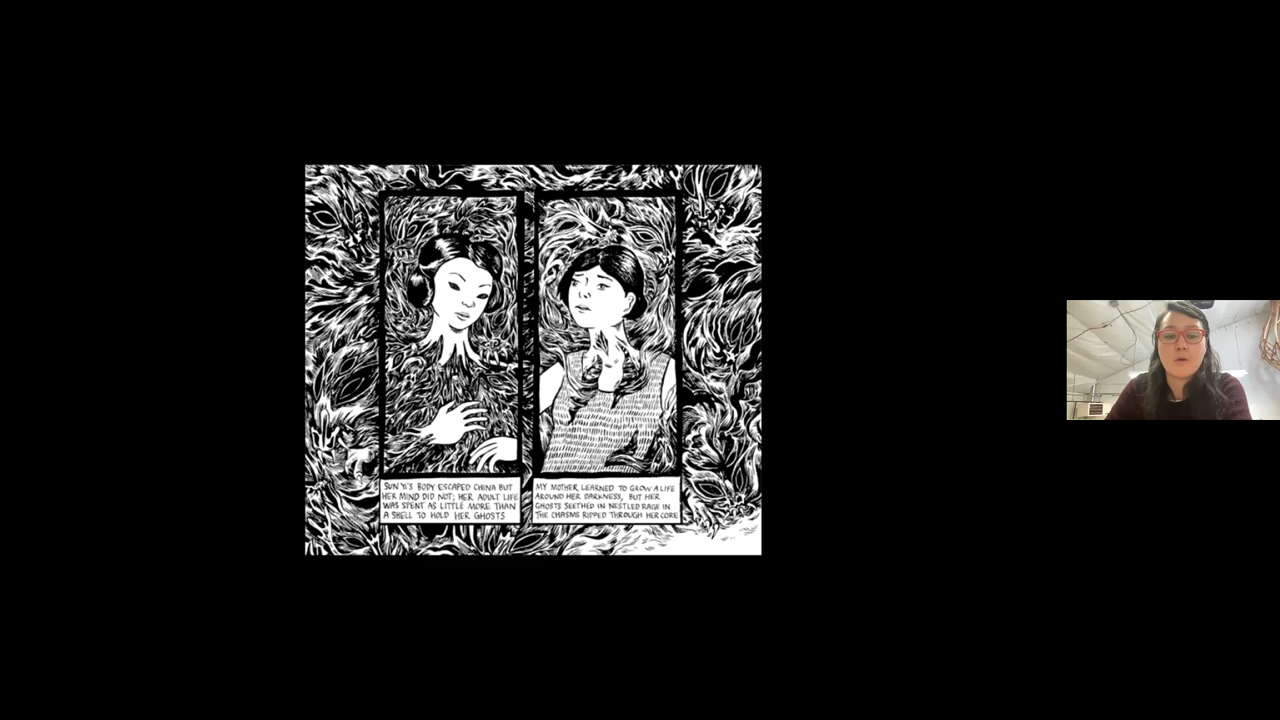 SUN YI'S BODY ESCAPED CHINA BUT
HER MIND DID NOT; HER ADULT LIFE
WAS SPENT AS LITTLE MORE THAN
A SHELL TO HOLD HER GHOSTS
MY MOTHER LEARNED TO GROW A LIFE
AROUND HER DARKNESS, BUT HER
GHOSTS SEETHED IN NESTLED RAGE IN
THE CHASMS RIPPED THROUGH HER CORE